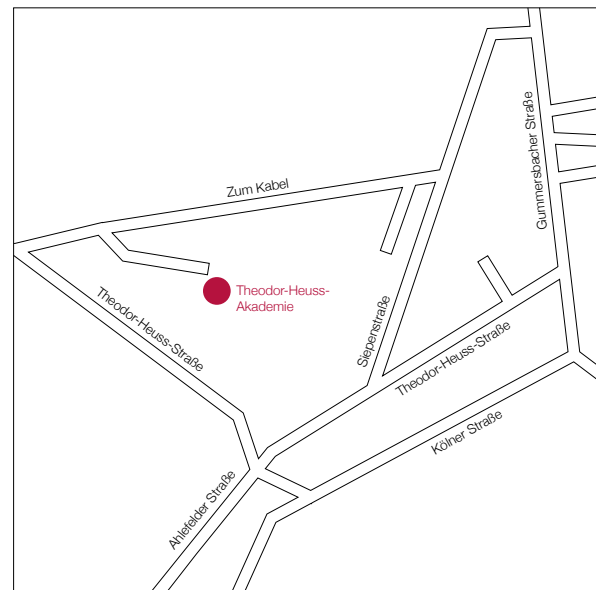 Gummersbacher Straße
Zum Kabel
Theodor-Heuss-
Akademie
Theodor-Heuss-Straße
Siepenstraße
Theodor-Heuss-Straße
Kölner Straße
Ahlefelder Straße